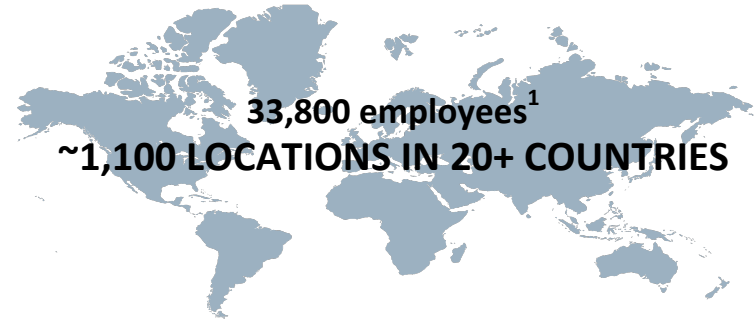 33,800 employees¹
~1,100 LOCATIONS IN 20+ COUNTRIES